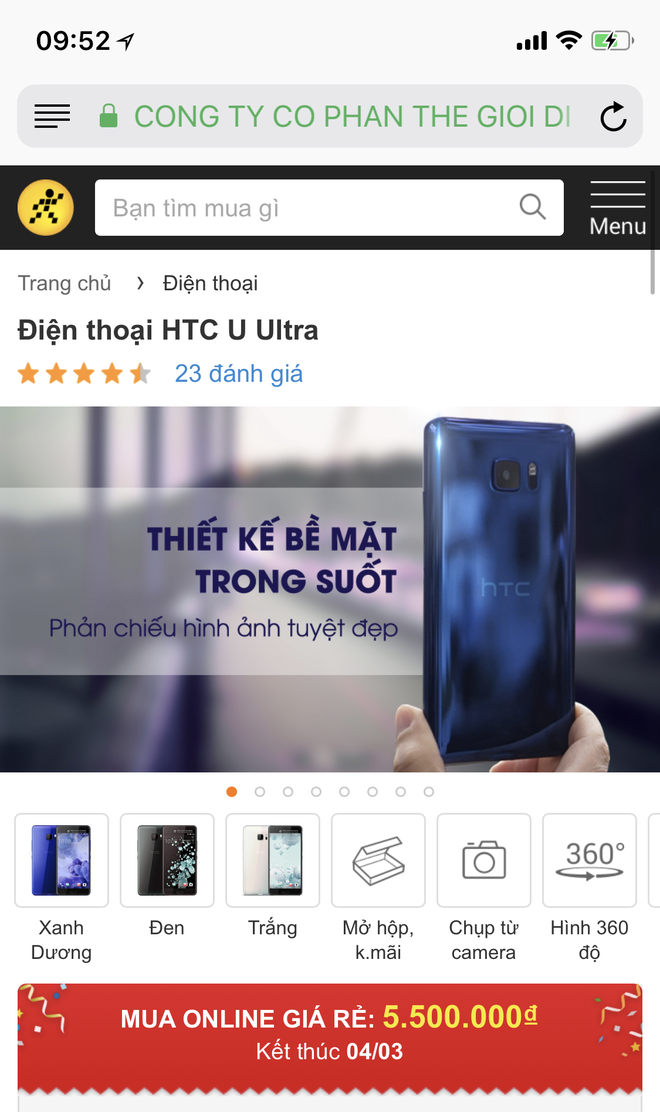 09:52
CONG TY CO PHAN THE GIOI DI
Bạn tìm mua gì
Menu
Trang chủ › Điện thoại
Điện thoại HTC U Ultra
23 đánh giá
THIẾT KẾ BỀ MẶT
TRONG SUỐT
Phản chiếu hình ảnh tuyệt đẹp
hTC
360°
Xanh Dương
Đen
Trắng
Mở hộp, k.mãi
Chụp từ camera
Hình 360 độ
MUA ONLINE GIÁ RẺ: 5.500.000₫
Kết thúc 04/03